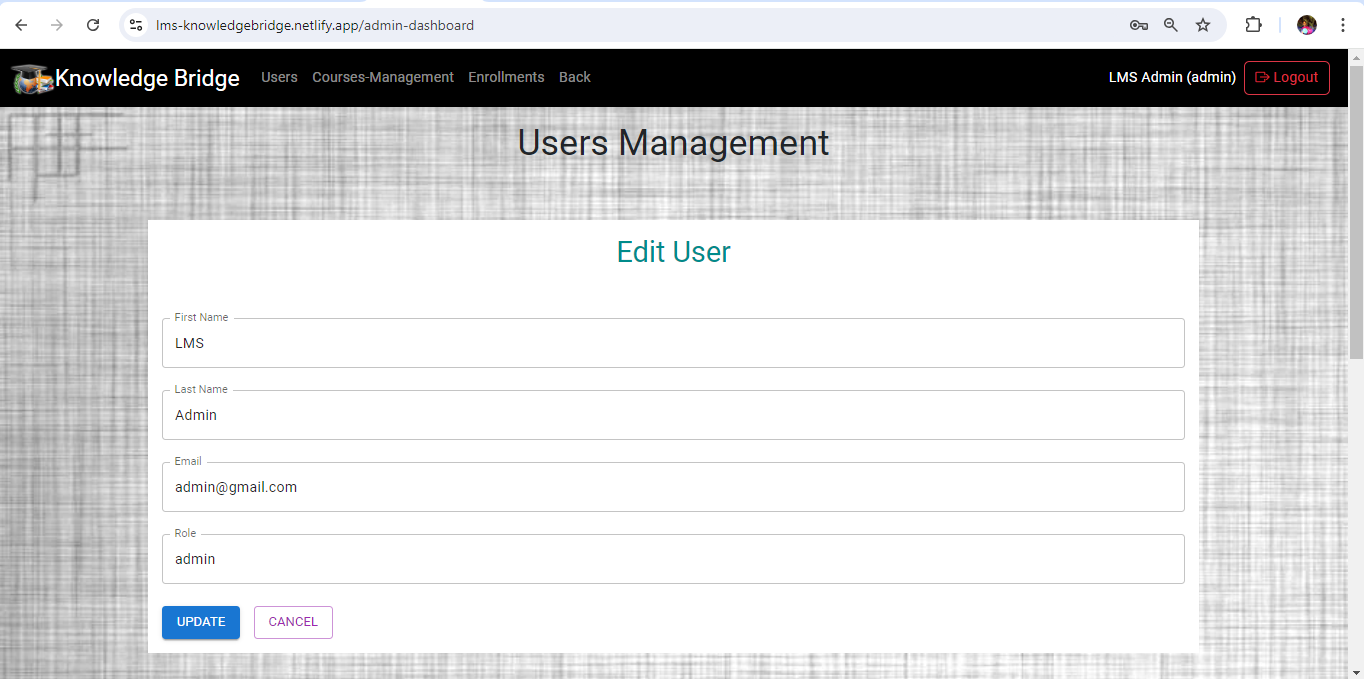 lms-knowledgebridge.netlify.app/admin-dashboard
Knowledge Bridge Users Courses-Management Enrollments Back LMS Admin (admin) Logout
Users Management
Edit User
First Name
LMS
Last Name
Admin
Email
admin@gmail.com
Role
admin
UPDATE CANCEL